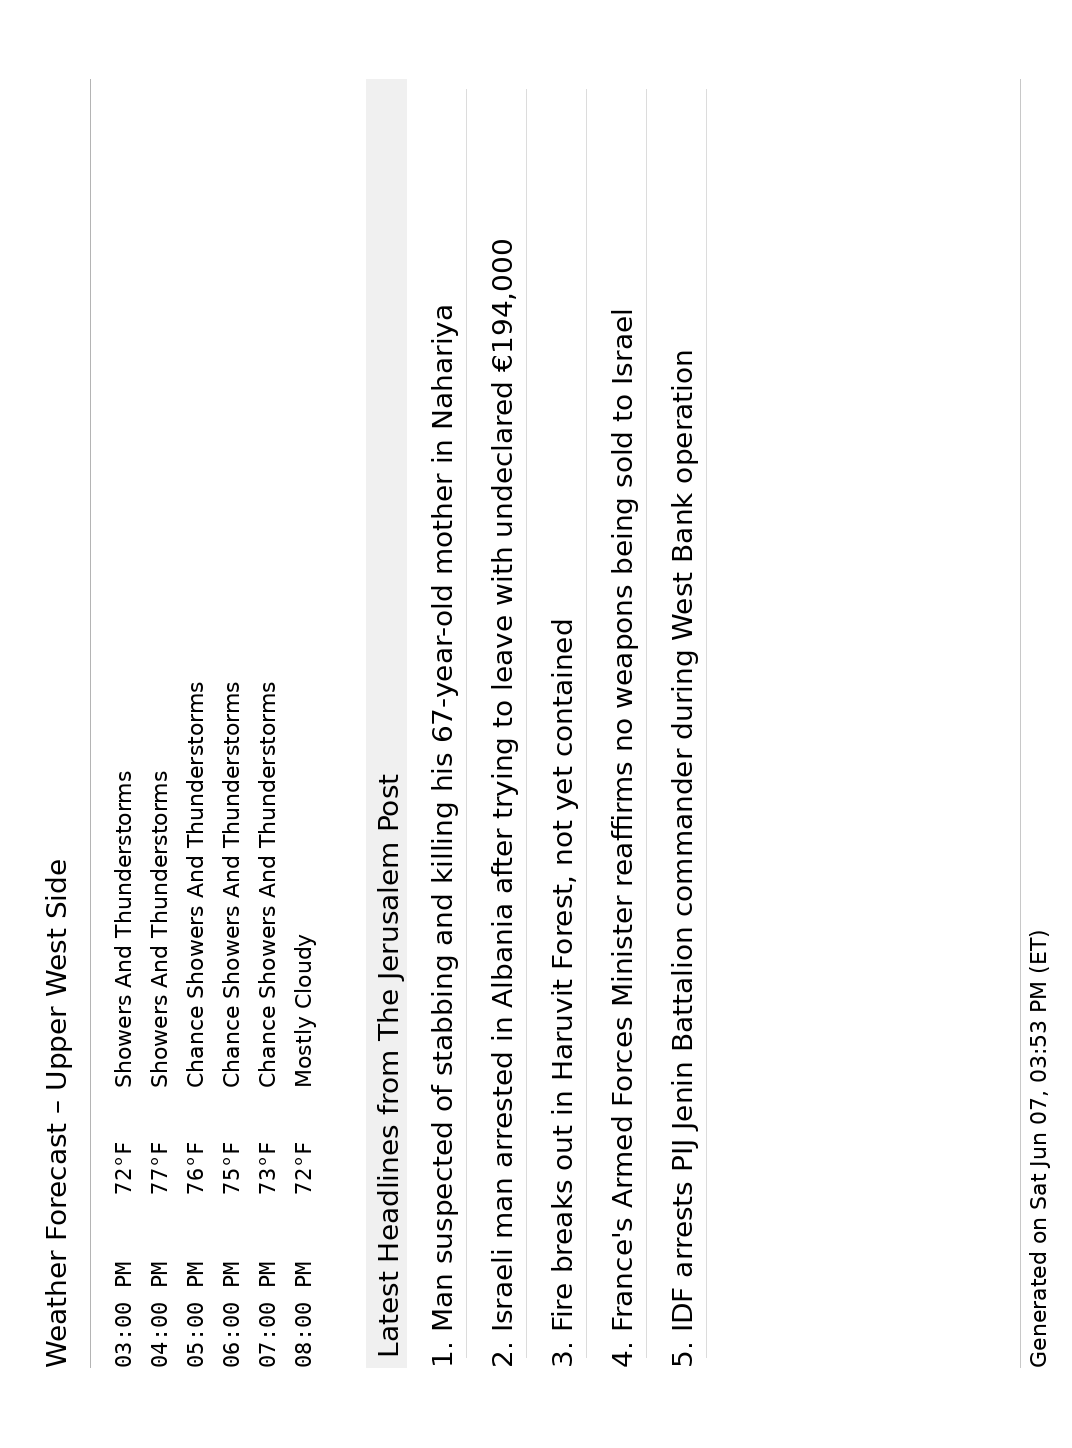 Weather Forecast – Upper West Side
03:00 PM 72°F Showers And Thunderstorms
04:00 PM 77°F Showers And Thunderstorms
05:00 PM 76°F Chance Showers And Thunderstorms
06:00 PM 75°F Chance Showers And Thunderstorms
07:00 PM 73°F Chance Showers And Thunderstorms
08:00 PM 72°F Mostly Cloudy
Latest Headlines from The Jerusalem Post
1. Man suspected of stabbing and killing his 67-year-old mother in Nahariya
2. Israeli man arrested in Albania after trying to leave with undeclared €194,000
3. Fire breaks out in Haruvit Forest, not yet contained
4. France's Armed Forces Minister reaffirms no weapons being sold to Israel
5. IDF arrests PIJ Jenin Battalion commander during West Bank operation
Generated on Sat Jun 07, 03:53 PM (ET)